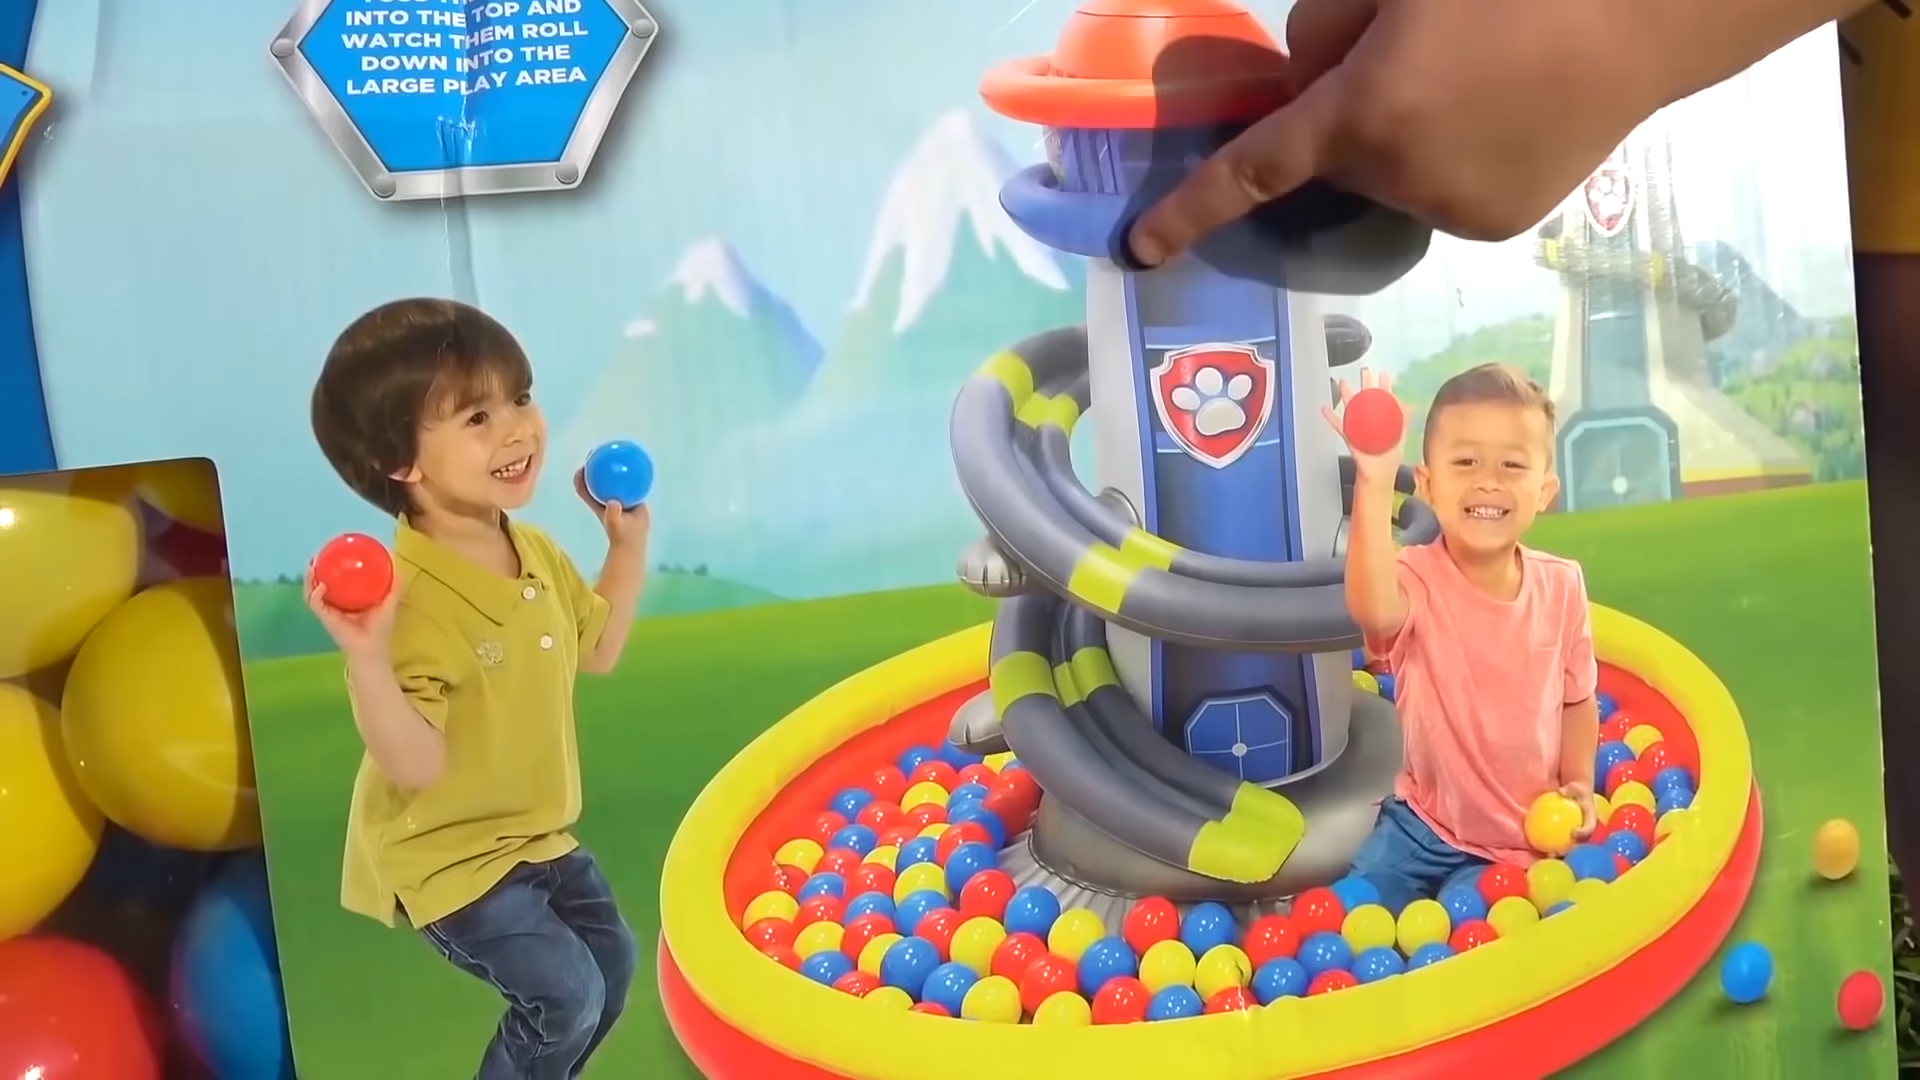 INTO THE TOP AND
WATCH THEM ROLL
DOWN INTO THE
LARGE PLAY AREA